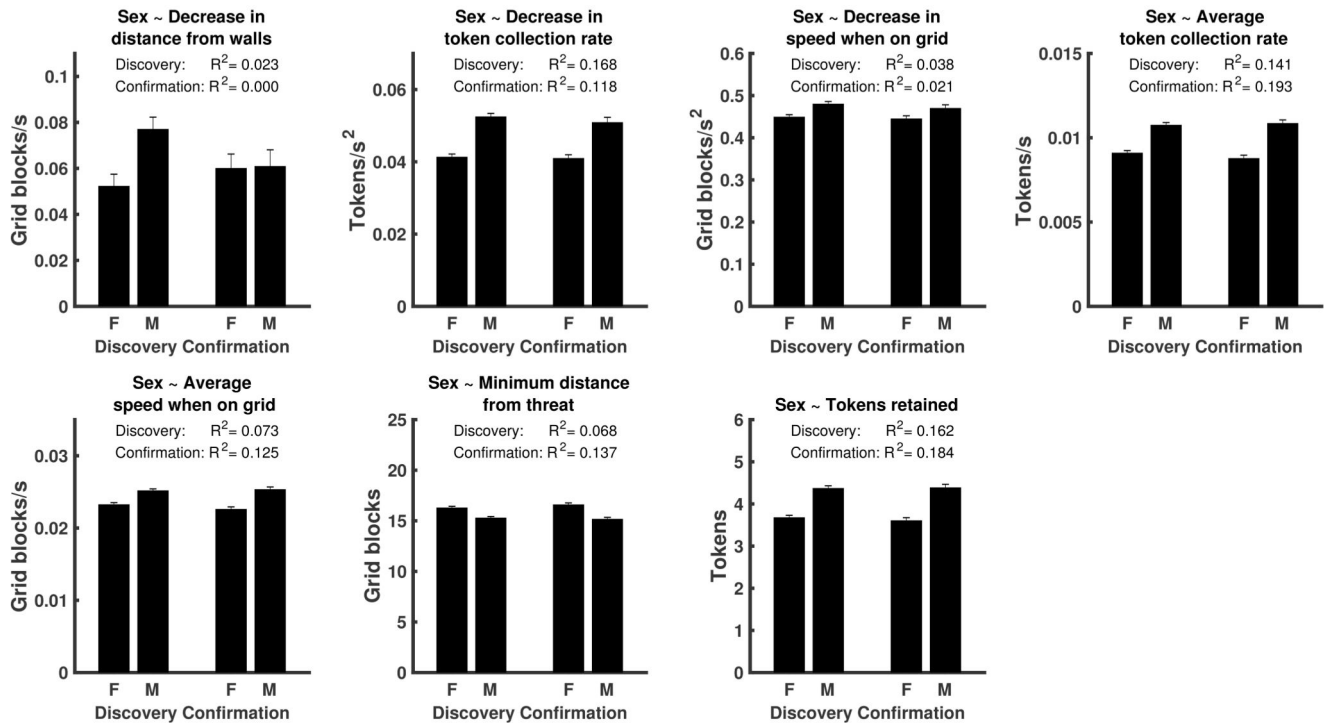 Sex ~ Decrease in
distance from walls
Discovery: R²= 0.023
Confirmation: R²= 0.000
Grid blocks/s
0.1
0.08
0.06
0.04
0.02
0
F M F M
Discovery Confirmation
Sex ~ Decrease in
token collection rate
Discovery: R²= 0.168
Confirmation: R²= 0.118
Tokens/s²
0.06
0.04
0.02
0
F M F M
Discovery Confirmation
Sex ~ Decrease in
speed when on grid
Discovery: R²= 0.038
Confirmation: R²= 0.021
Grid blocks/s²
0.6
0.5
0.4
0.3
0.2
0.1
0
F M F M
Discovery Confirmation
Sex ~ Average
token collection rate
Discovery: R²= 0.141
Confirmation: R²= 0.193
Tokens/s
0.015
0.01
0.005
0
F M F M
Discovery Confirmation
Sex ~ Average
speed when on grid
Discovery: R²= 0.073
Confirmation: R²= 0.125
Grid blocks/s
0.03
0.02
0.01
0
F M F M
Discovery Confirmation
Sex ~ Minimum distance
from threat
Discovery: R²= 0.068
Confirmation: R²= 0.137
Grid blocks
25
20
15
10
5
0
F M F M
Discovery Confirmation
Sex ~ Tokens retained
Discovery: R²= 0.162
Confirmation: R²= 0.184
Tokens
6
5
4
3
2
1
0
F M F M
Discovery Confirmation